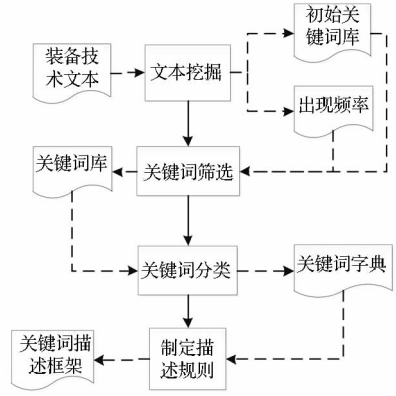 初始关
键词库
装备技
术文本
文本挖掘
出现频率
关键词库
关键词筛选
关键词分类
关键词字典
关键词描
述框架
制定描
述规则